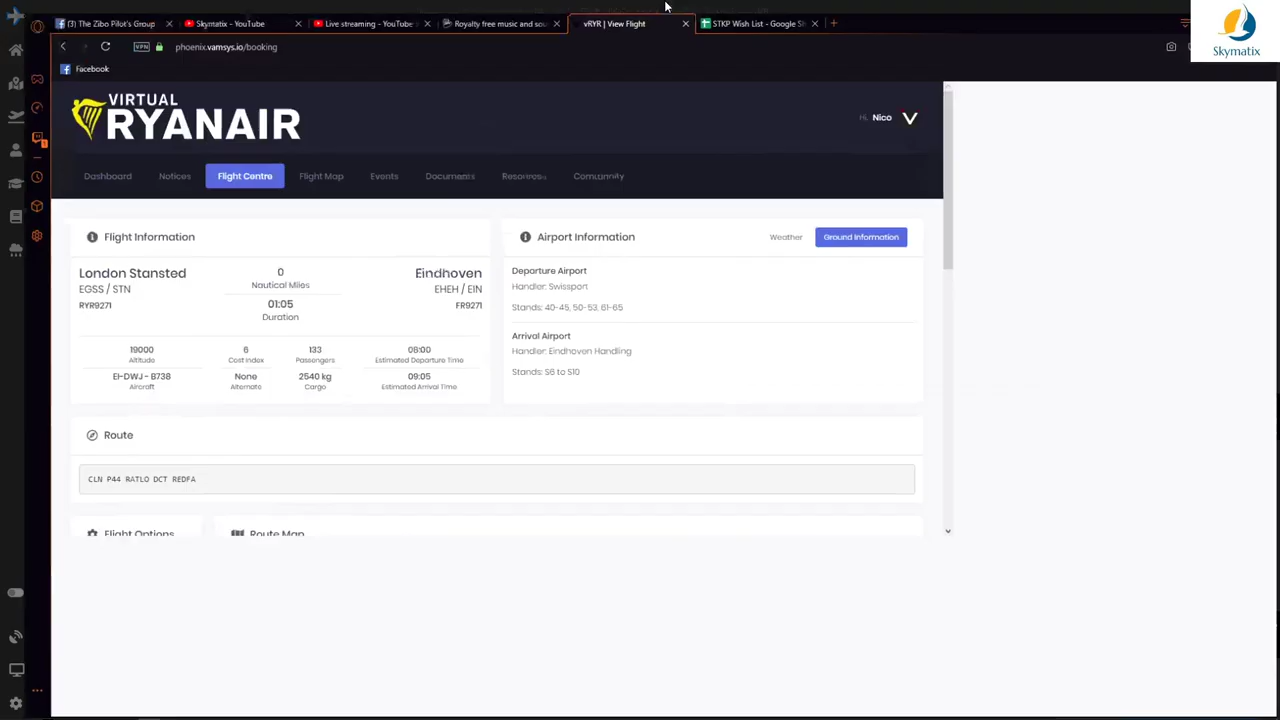 (3) The Zibo Pilot's Group
Skymatix - YouTube
Live streaming - YouTube
Royalty free music and sou
vRYR | View Flight
STKP Wish List - Google Sh
VPN
phoenix.vamsys.io/booking
Skymatix
Facebook
VIRTUAL
RYANAIR
Hi, Nico
V
Dashboard
Notices
Flight Centre
Flight Map
Events
Documents
Resources
Community
Flight Information
London Stansted
EGSS / STN
RYR9271
0
Nautical Miles
01:05
Duration
Eindhoven
EHEH / EIN
FR9271
19000
Altitude
6
Cost Index
133
Passengers
08:00
Estimated Departure Time
EI-DWJ - B738
Aircraft
None
Alternate
2540 kg
Cargo
09:05
Estimated Arrival Time
Airport Information
Weather
Ground Information
Departure Airport
Handler: Swissport
Stands: 40-45, 50-53, 61-65
Arrival Airport
Handler: Eindhoven Handling
Stands: S6 to S10
Route
CLN P44 RATLO DCT REDFA
Flight Options
Route Map